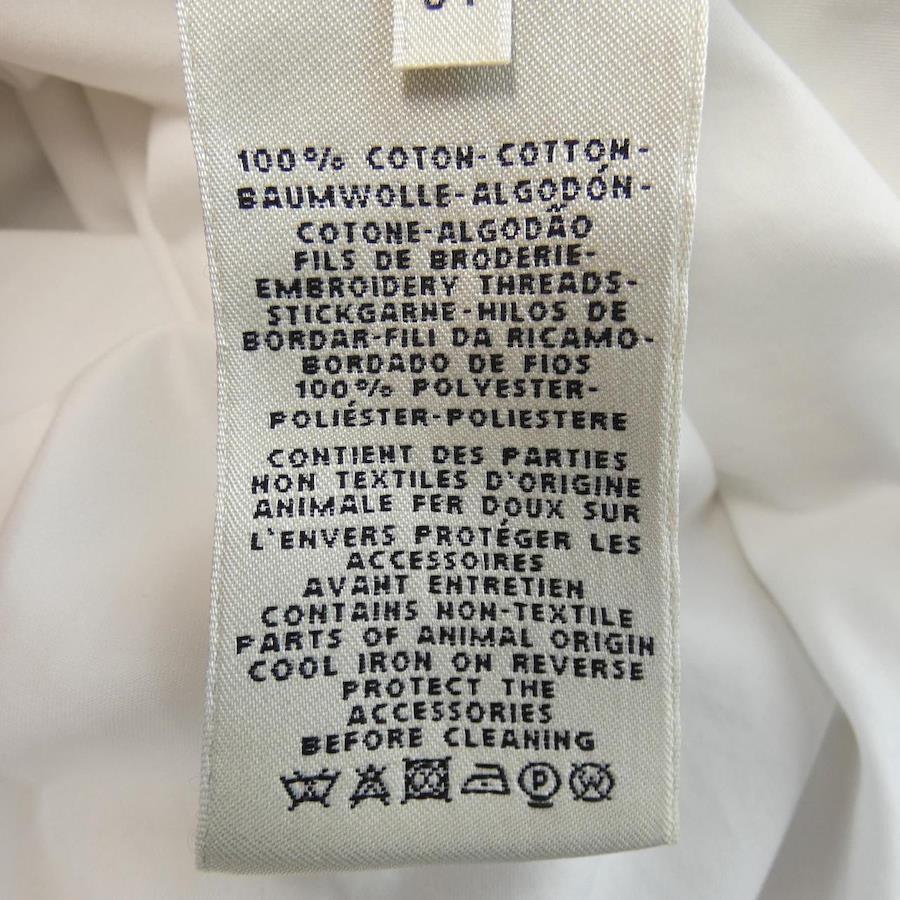 100% COTON-COTTON-
BAUMWOLLE-ALGODÓN-
COTONE-ALGODÃO
FILS DE BRODERIE-
EMBROIDERY THREADS-
STICKGARNE-HILOS DE
BORDAR-FILI DA RICAMO-
BORDADO DE FIOS
100% POLYESTER-
POLIÉSTER-POLIESTERE
CONTIENT DES PARTIES
NON TEXTILES D'ORIGINE
ANIMALE FER DOUX SUR
L'ENVERS PROTÉGER LES
ACCESSOIRES
AVANT ENTRETIEN
CONTAINS NON-TEXTILE
PARTS OF ANIMAL ORIGIN
COOL IRON ON REVERSE
PROTECT THE
ACCESSORIES
BEFORE CLEANING
P W